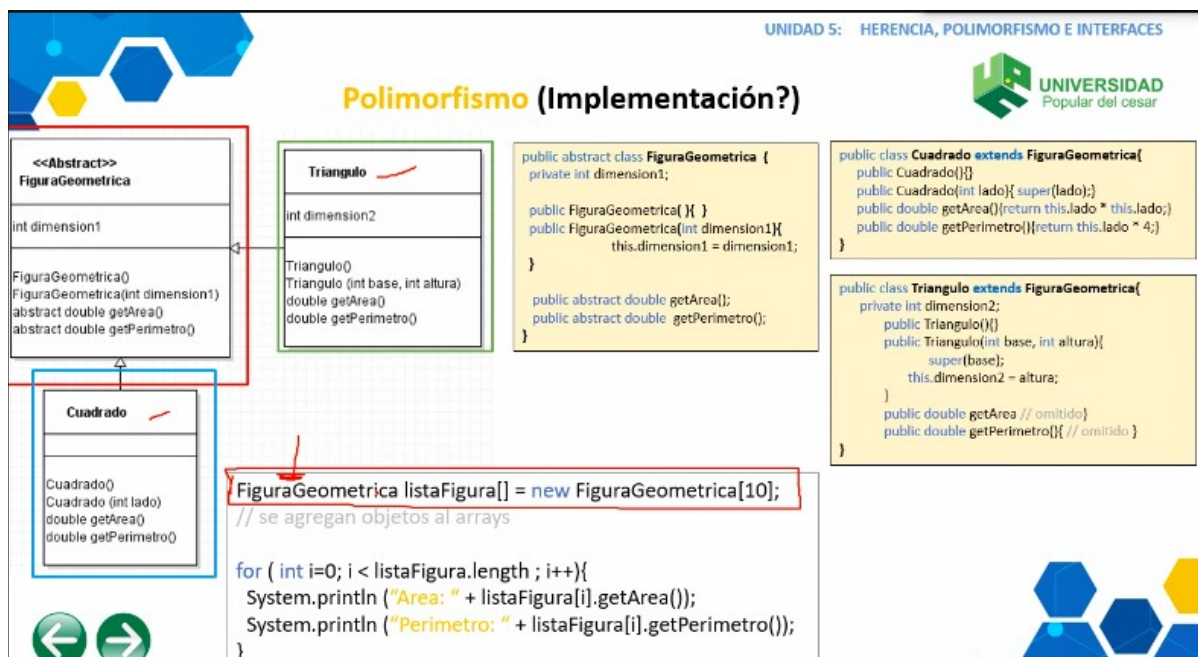 UNIDAD 5: HERENCIA, POLIMORFISMO E INTERFACES
UNIVERSIDAD
Popular del cesar
Polimorfismo (Implementación?)
<<Abstract>>
FiguraGeometrica
int dimension1
FiguraGeometrica()
FiguraGeometrica(int dimension1)
abstract double getArea()
abstract double getPerimetro()
Triangulo
int dimension2
Triangulo()
Triangulo (int base, int altura)
double getArea()
double getPerimetro()
Cuadrado
Cuadrado()
Cuadrado (int lado)
double getArea()
double getPerimetro()
public abstract class FiguraGeometrica {
private int dimension1;
public FiguraGeometrica( ){ }
public FiguraGeometrica(int dimension1){
this.dimension1 = dimension1;
}
public abstract double getArea();
public abstract double getPerimetro();
}
public class Cuadrado extends FiguraGeometrica{
public Cuadrado(){}
public Cuadrado(int lado){ super(lado);}
public double getArea(){return this.lado * this.lado;}
public double getPerimetro(){return this.lado * 4;}
}
public class Triangulo extends FiguraGeometrica{
private int dimension2;
public Triangulo(){}
public Triangulo(int base, int altura){
super(base);
this.dimension2 = altura;
}
public double getArea // omitido}
public double getPerimetro(){ // omitido }
}
FiguraGeometrica listaFigura[] = new FiguraGeometrica[10];
// se agregan objetos al arrays
for ( int i=0; i < listaFigura.length ; i++){
System.println ("Area: " + listaFigura[i].getArea());
System.println ("Perimetro: " + listaFigura[i].getPerimetro());
}